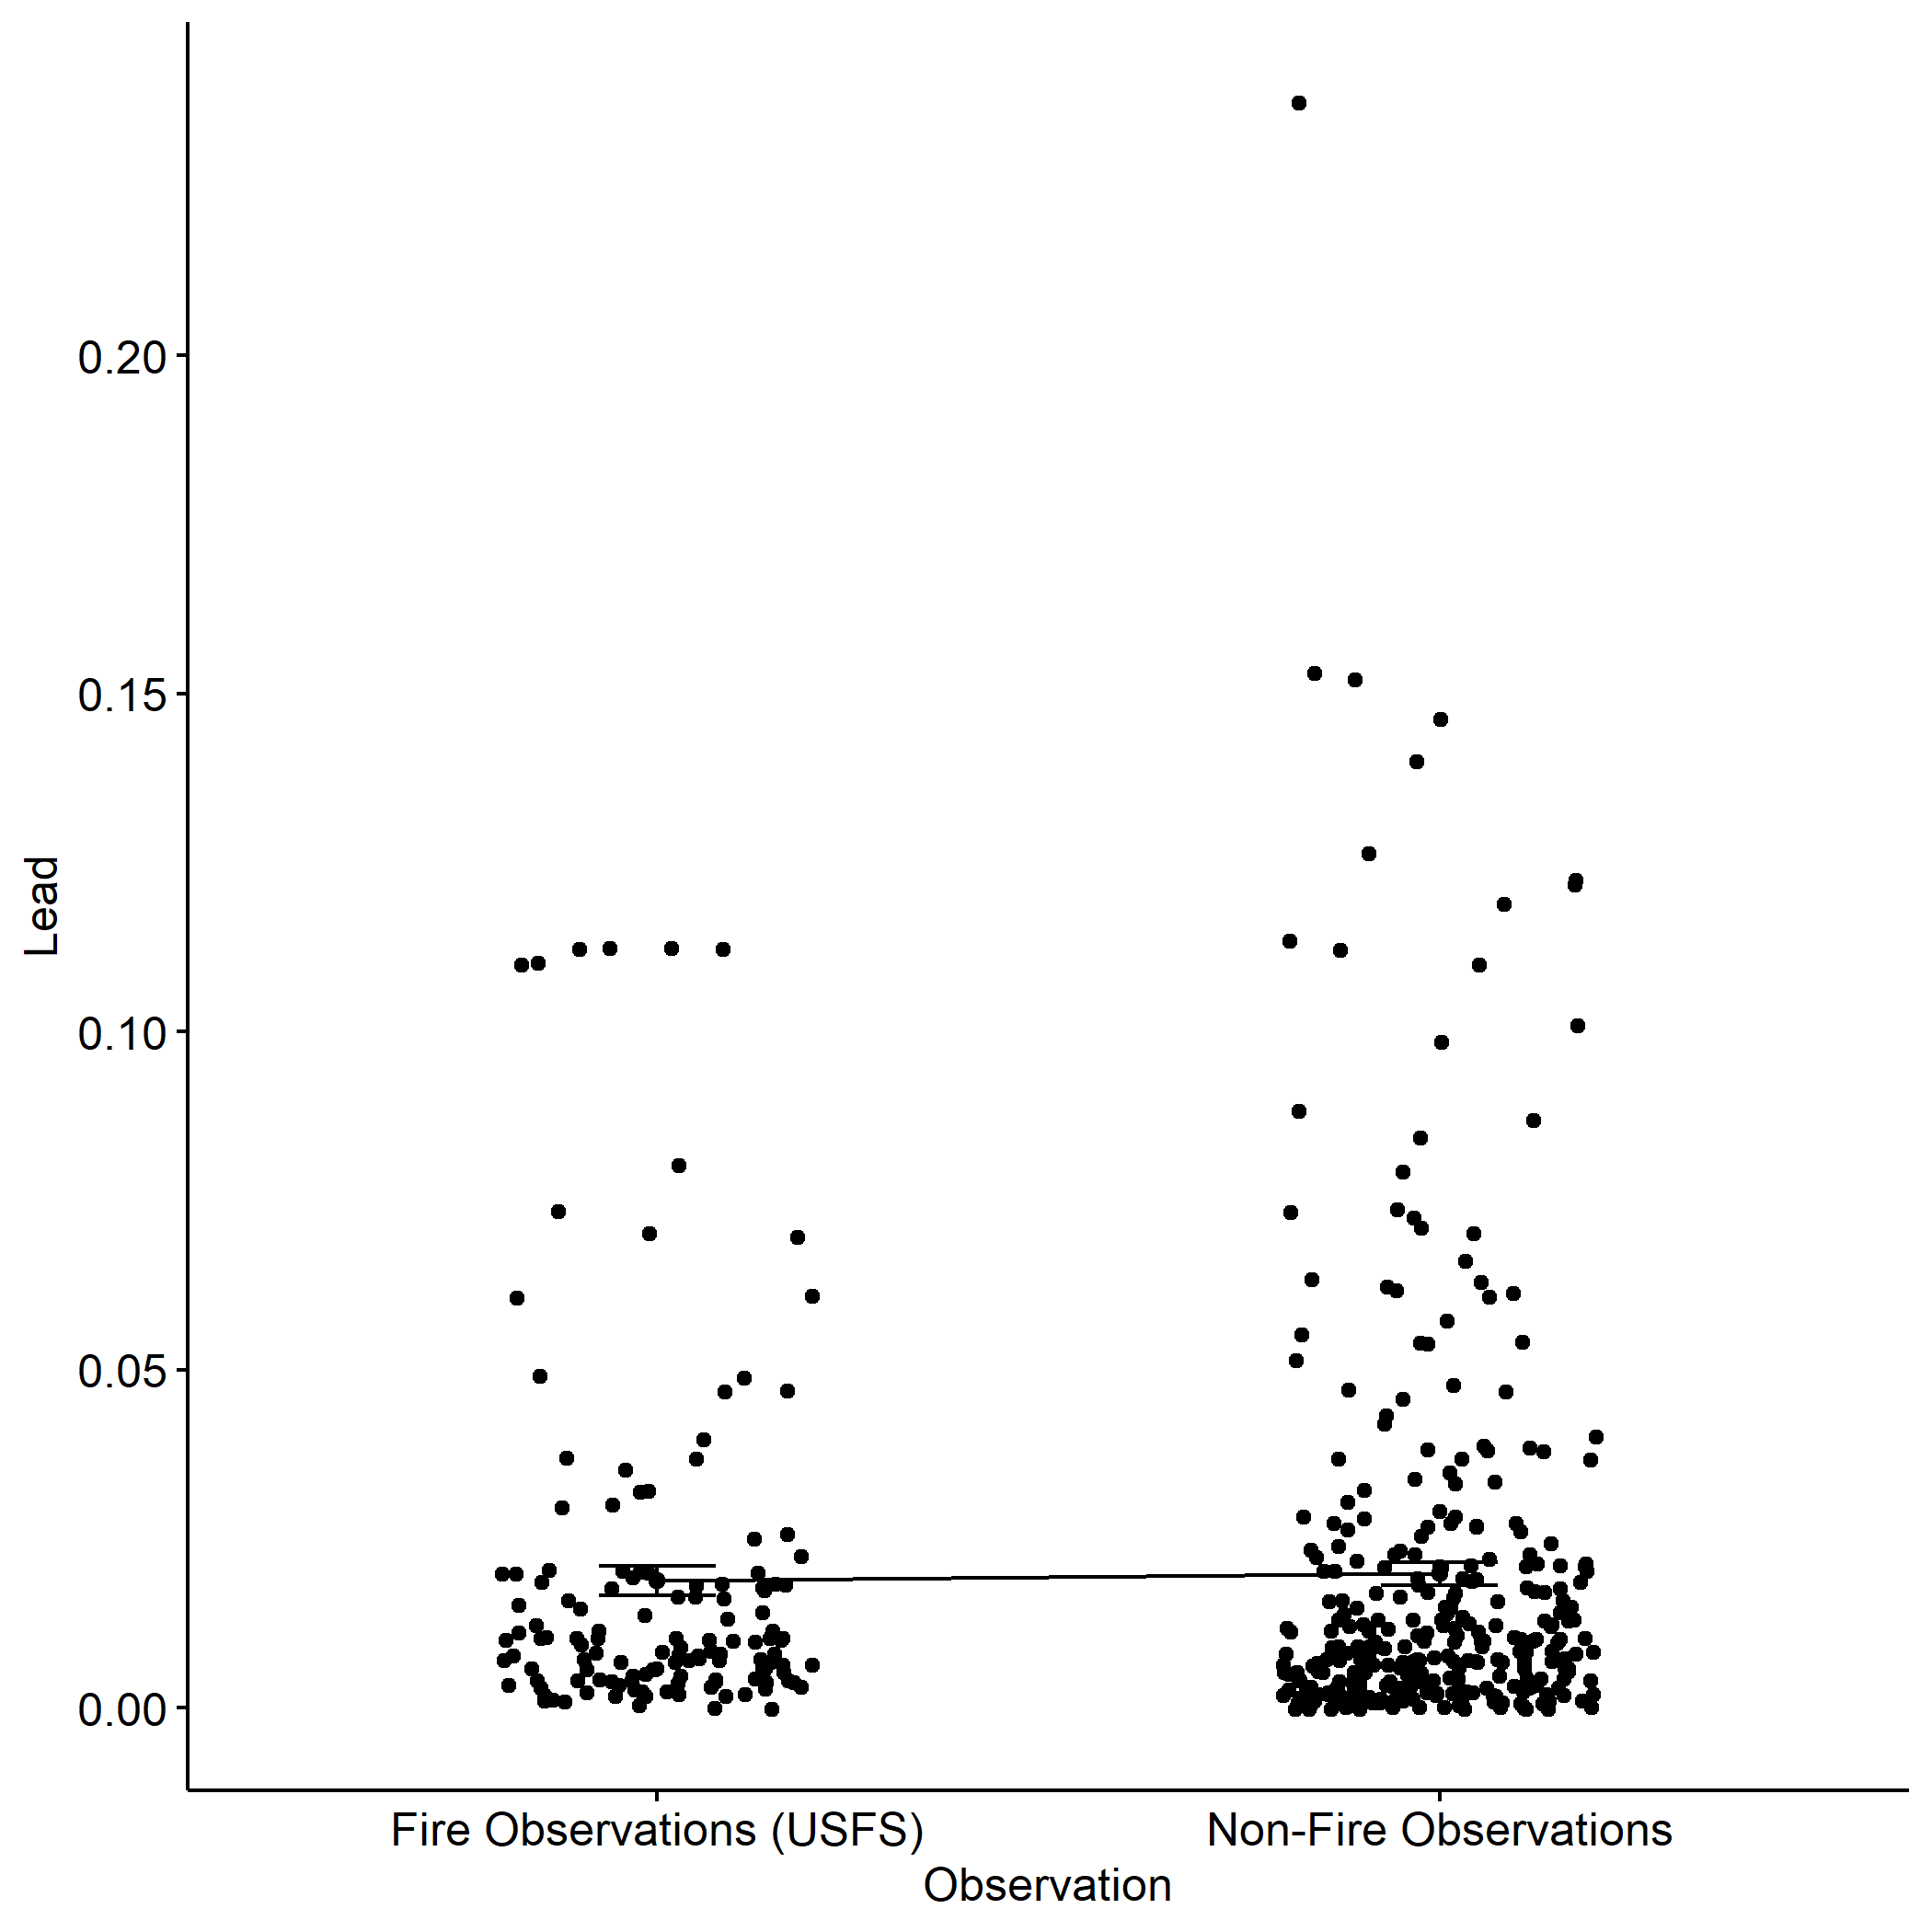 0.20
0.15
Lead
0.10
0.05
0.00
Fire Observations (USFS)
Non-Fire Observations
Observation